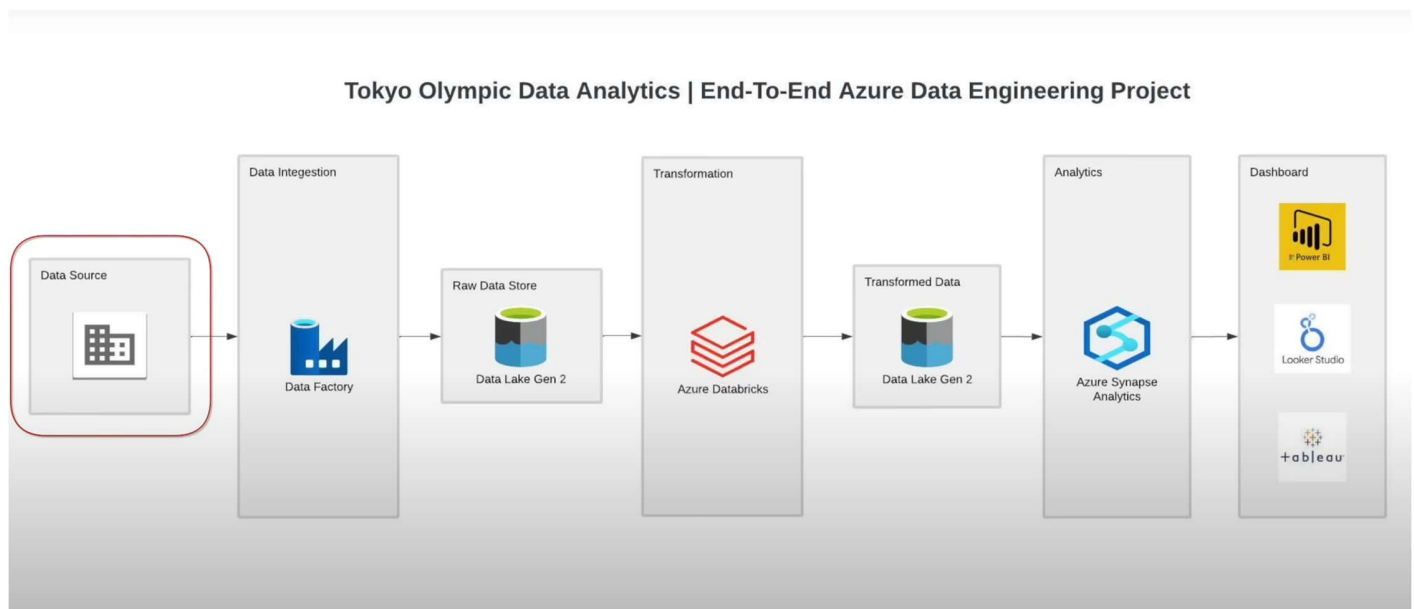 Tokyo Olympic Data Analytics | End-To-End Azure Data Engineering Project
Data Source
Data Integestion
Data Factory
Raw Data Store
Data Lake Gen 2
Transformation
Azure Databricks
Transformed Data
Data Lake Gen 2
Analytics
Azure Synapse
Analytics
Dashboard
Power BI
Looker Studio
+ableau